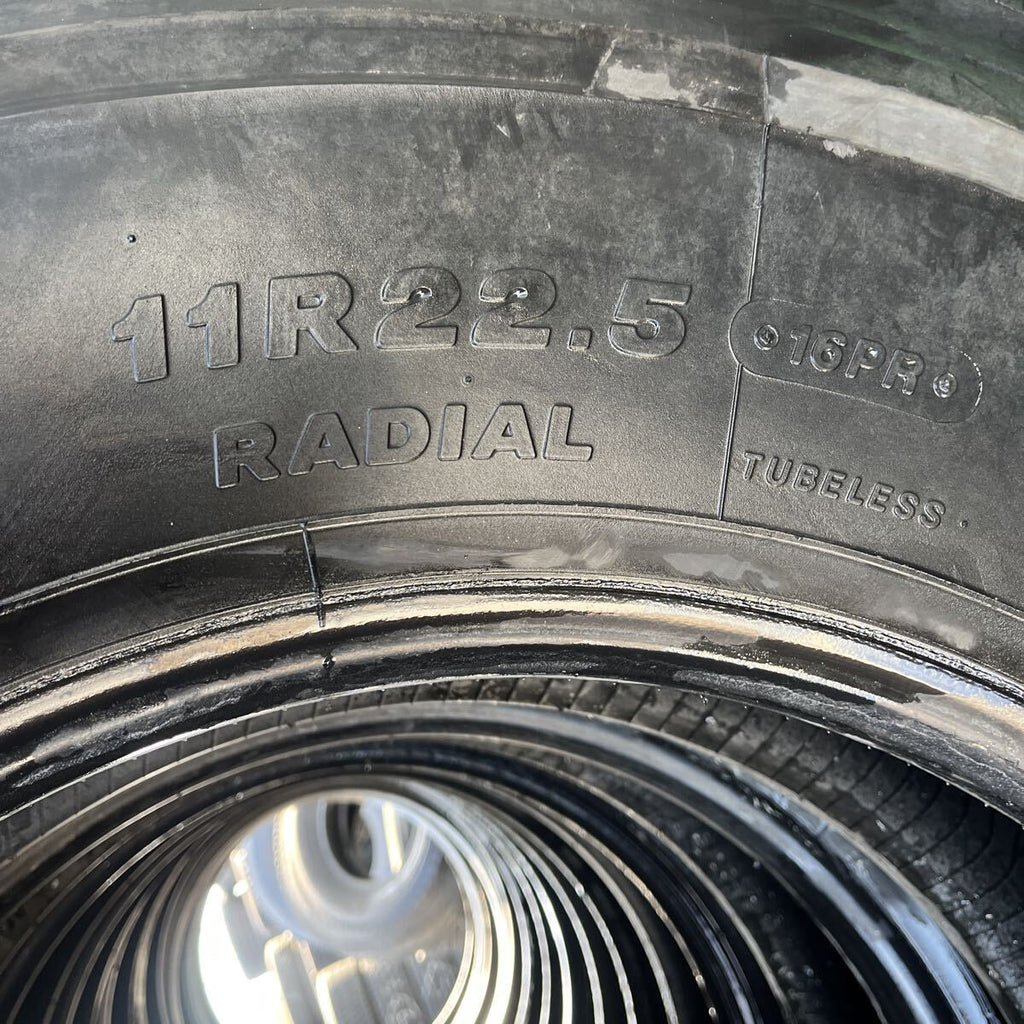 11R22.5
16PR
RADIAL
TUBELESS